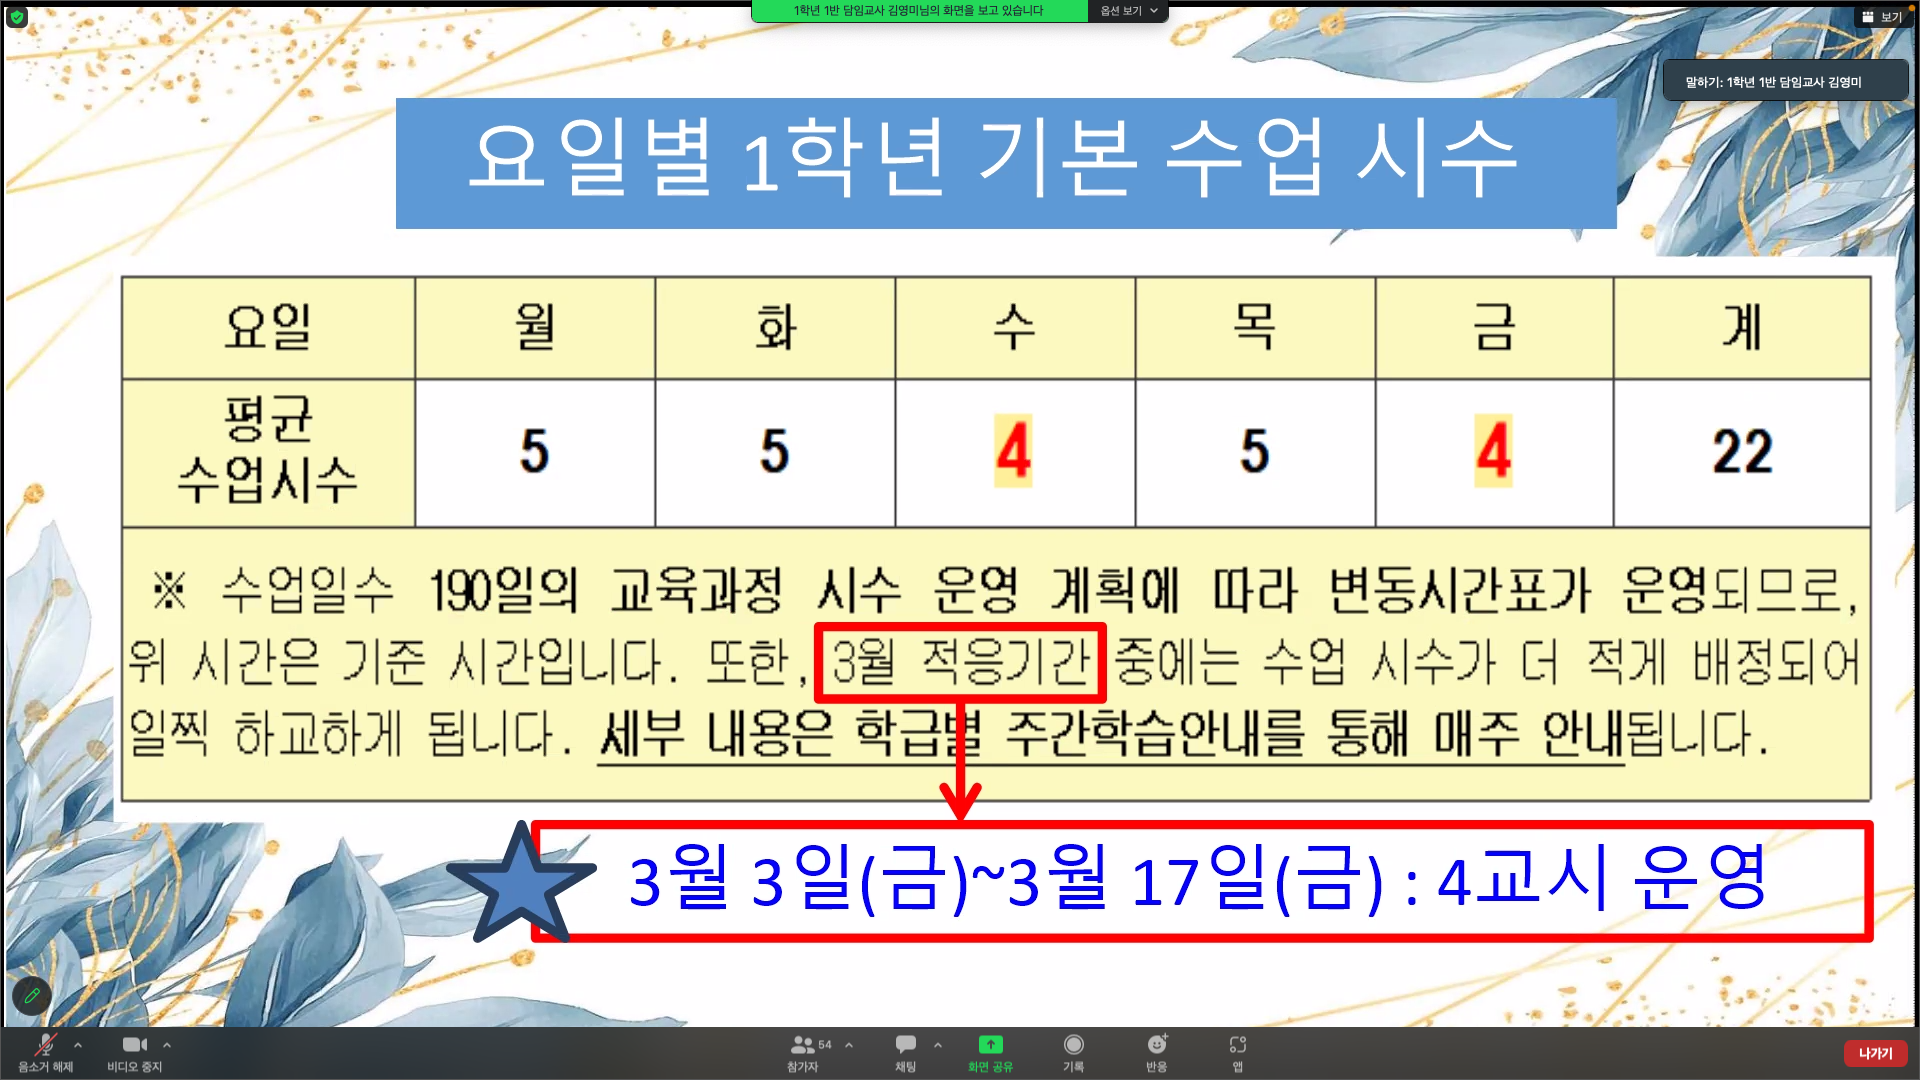 1학년 1반 담임교사 김영미님의 화면을 보고 있습니다 옵션 보기
보기
말하기: 1학년 1반 담임교사 김영미
요일별 1학년 기본 수업 시수
요일 월 화 수 목 금 계
평균 수업시수 5 5 4 5 4 22
※ 수업일수 190일의 교육과정 시수 운영 계획에 따라 변동시간표가 운영되므로,
위 시간은 기준 시간입니다. 또한, 3월 적응기간 중에는 수업 시수가 더 적게 배정되어
일찍 하교하게 됩니다. 세부 내용은 학급별 주간학습안내를 통해 매주 안내됩니다.
3월 3일(금)~3월 17일(금) : 4교시 운영
음소거 해제 비디오 중지 54 참가자 채팅 화면 공유 기록 반응 앱 나가기